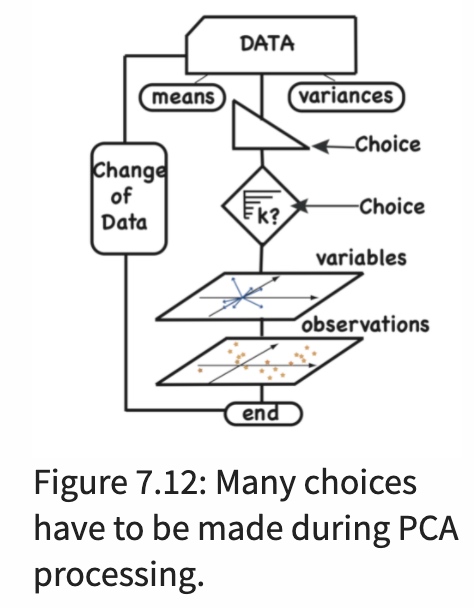 DATA
means
variances
Choice
Change
of
Data
k?
Choice
variables
observations
end
Figure 7.12: Many choices
have to be made during PCA
processing.